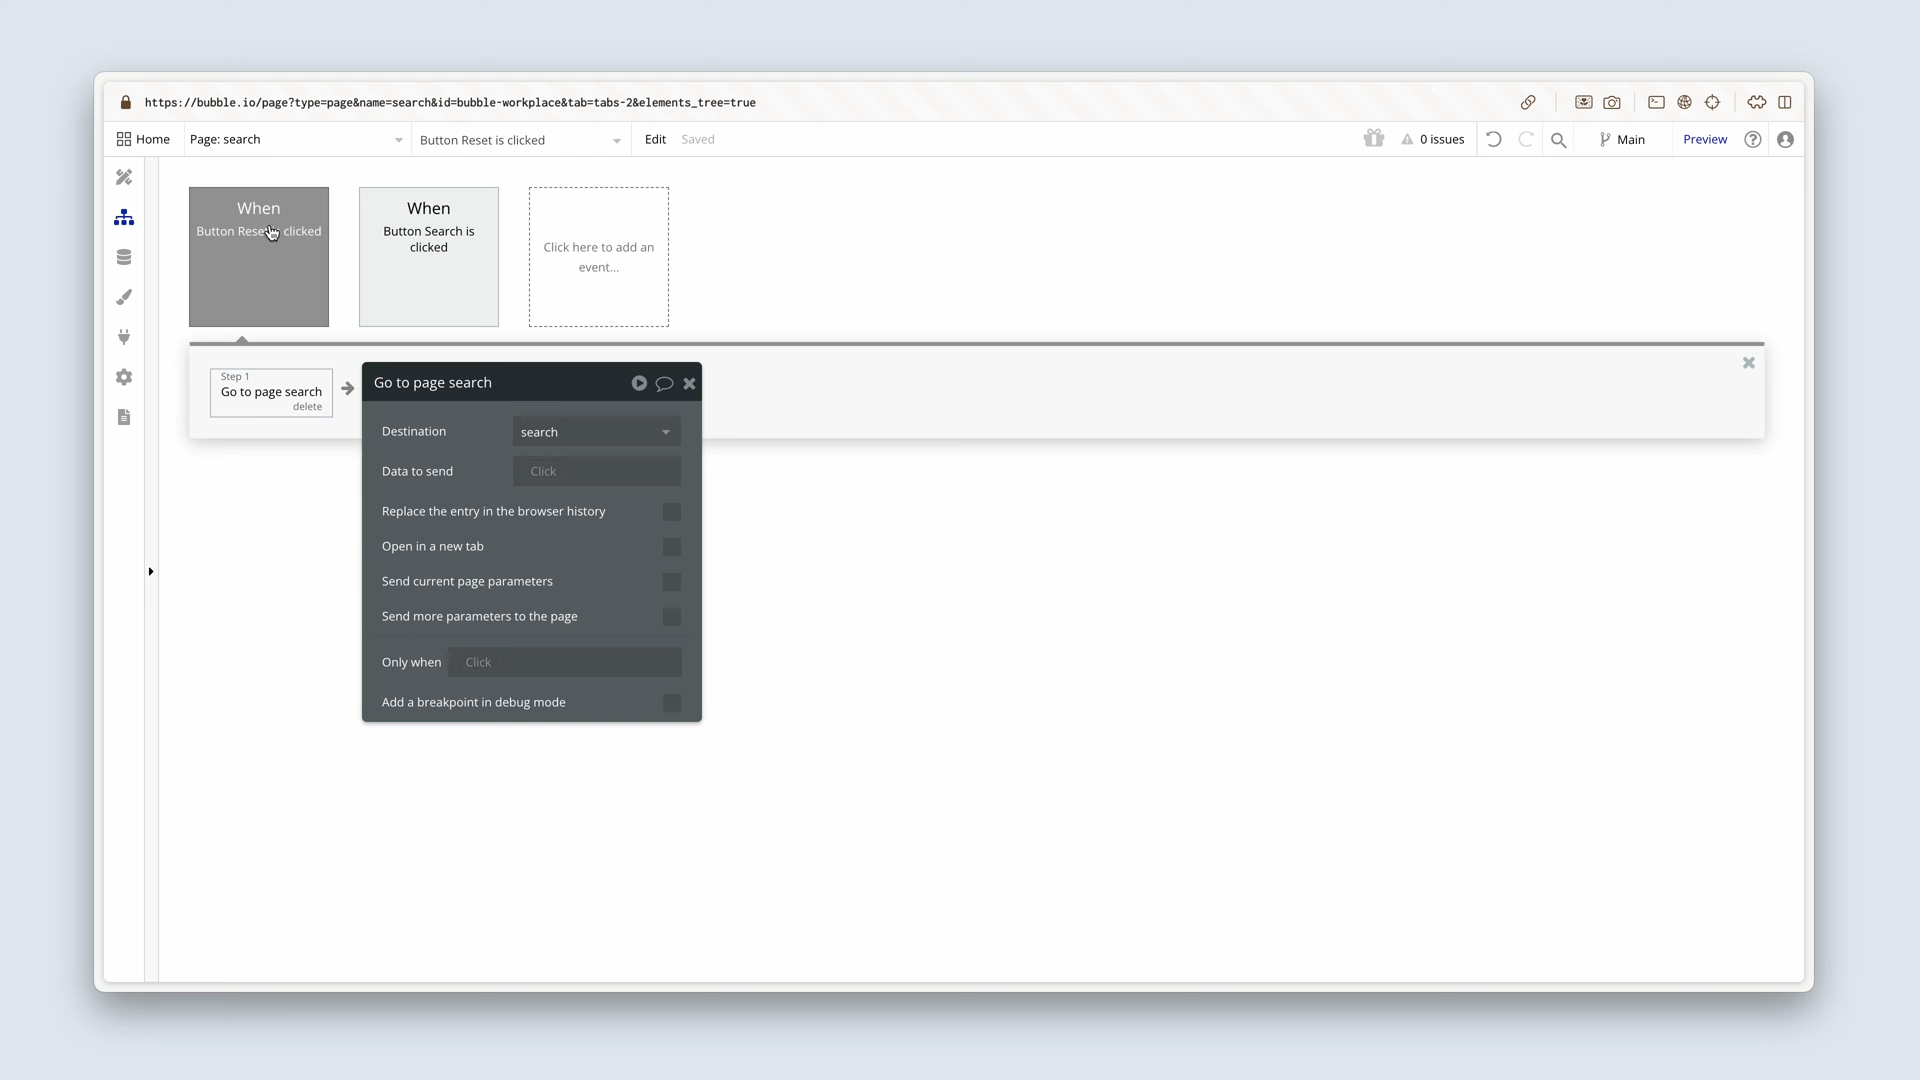 https://bubble.io/page?type=page&name=search&id=bubble-workplace&tab=tabs-2&elements_tree=true
Home
Page: search
Button Reset is clicked
Edit
Saved
0 issues
Main
Preview
When
Button Rese clicked
When
Button Search is
clicked
Click here to add an
event...
Step 1
Go to page search
delete
Go to page search
Destination
search
Data to send
Click
Replace the entry in the browser history
Open in a new tab
Send current page parameters
Send more parameters to the page
Only when
Click
Add a breakpoint in debug mode